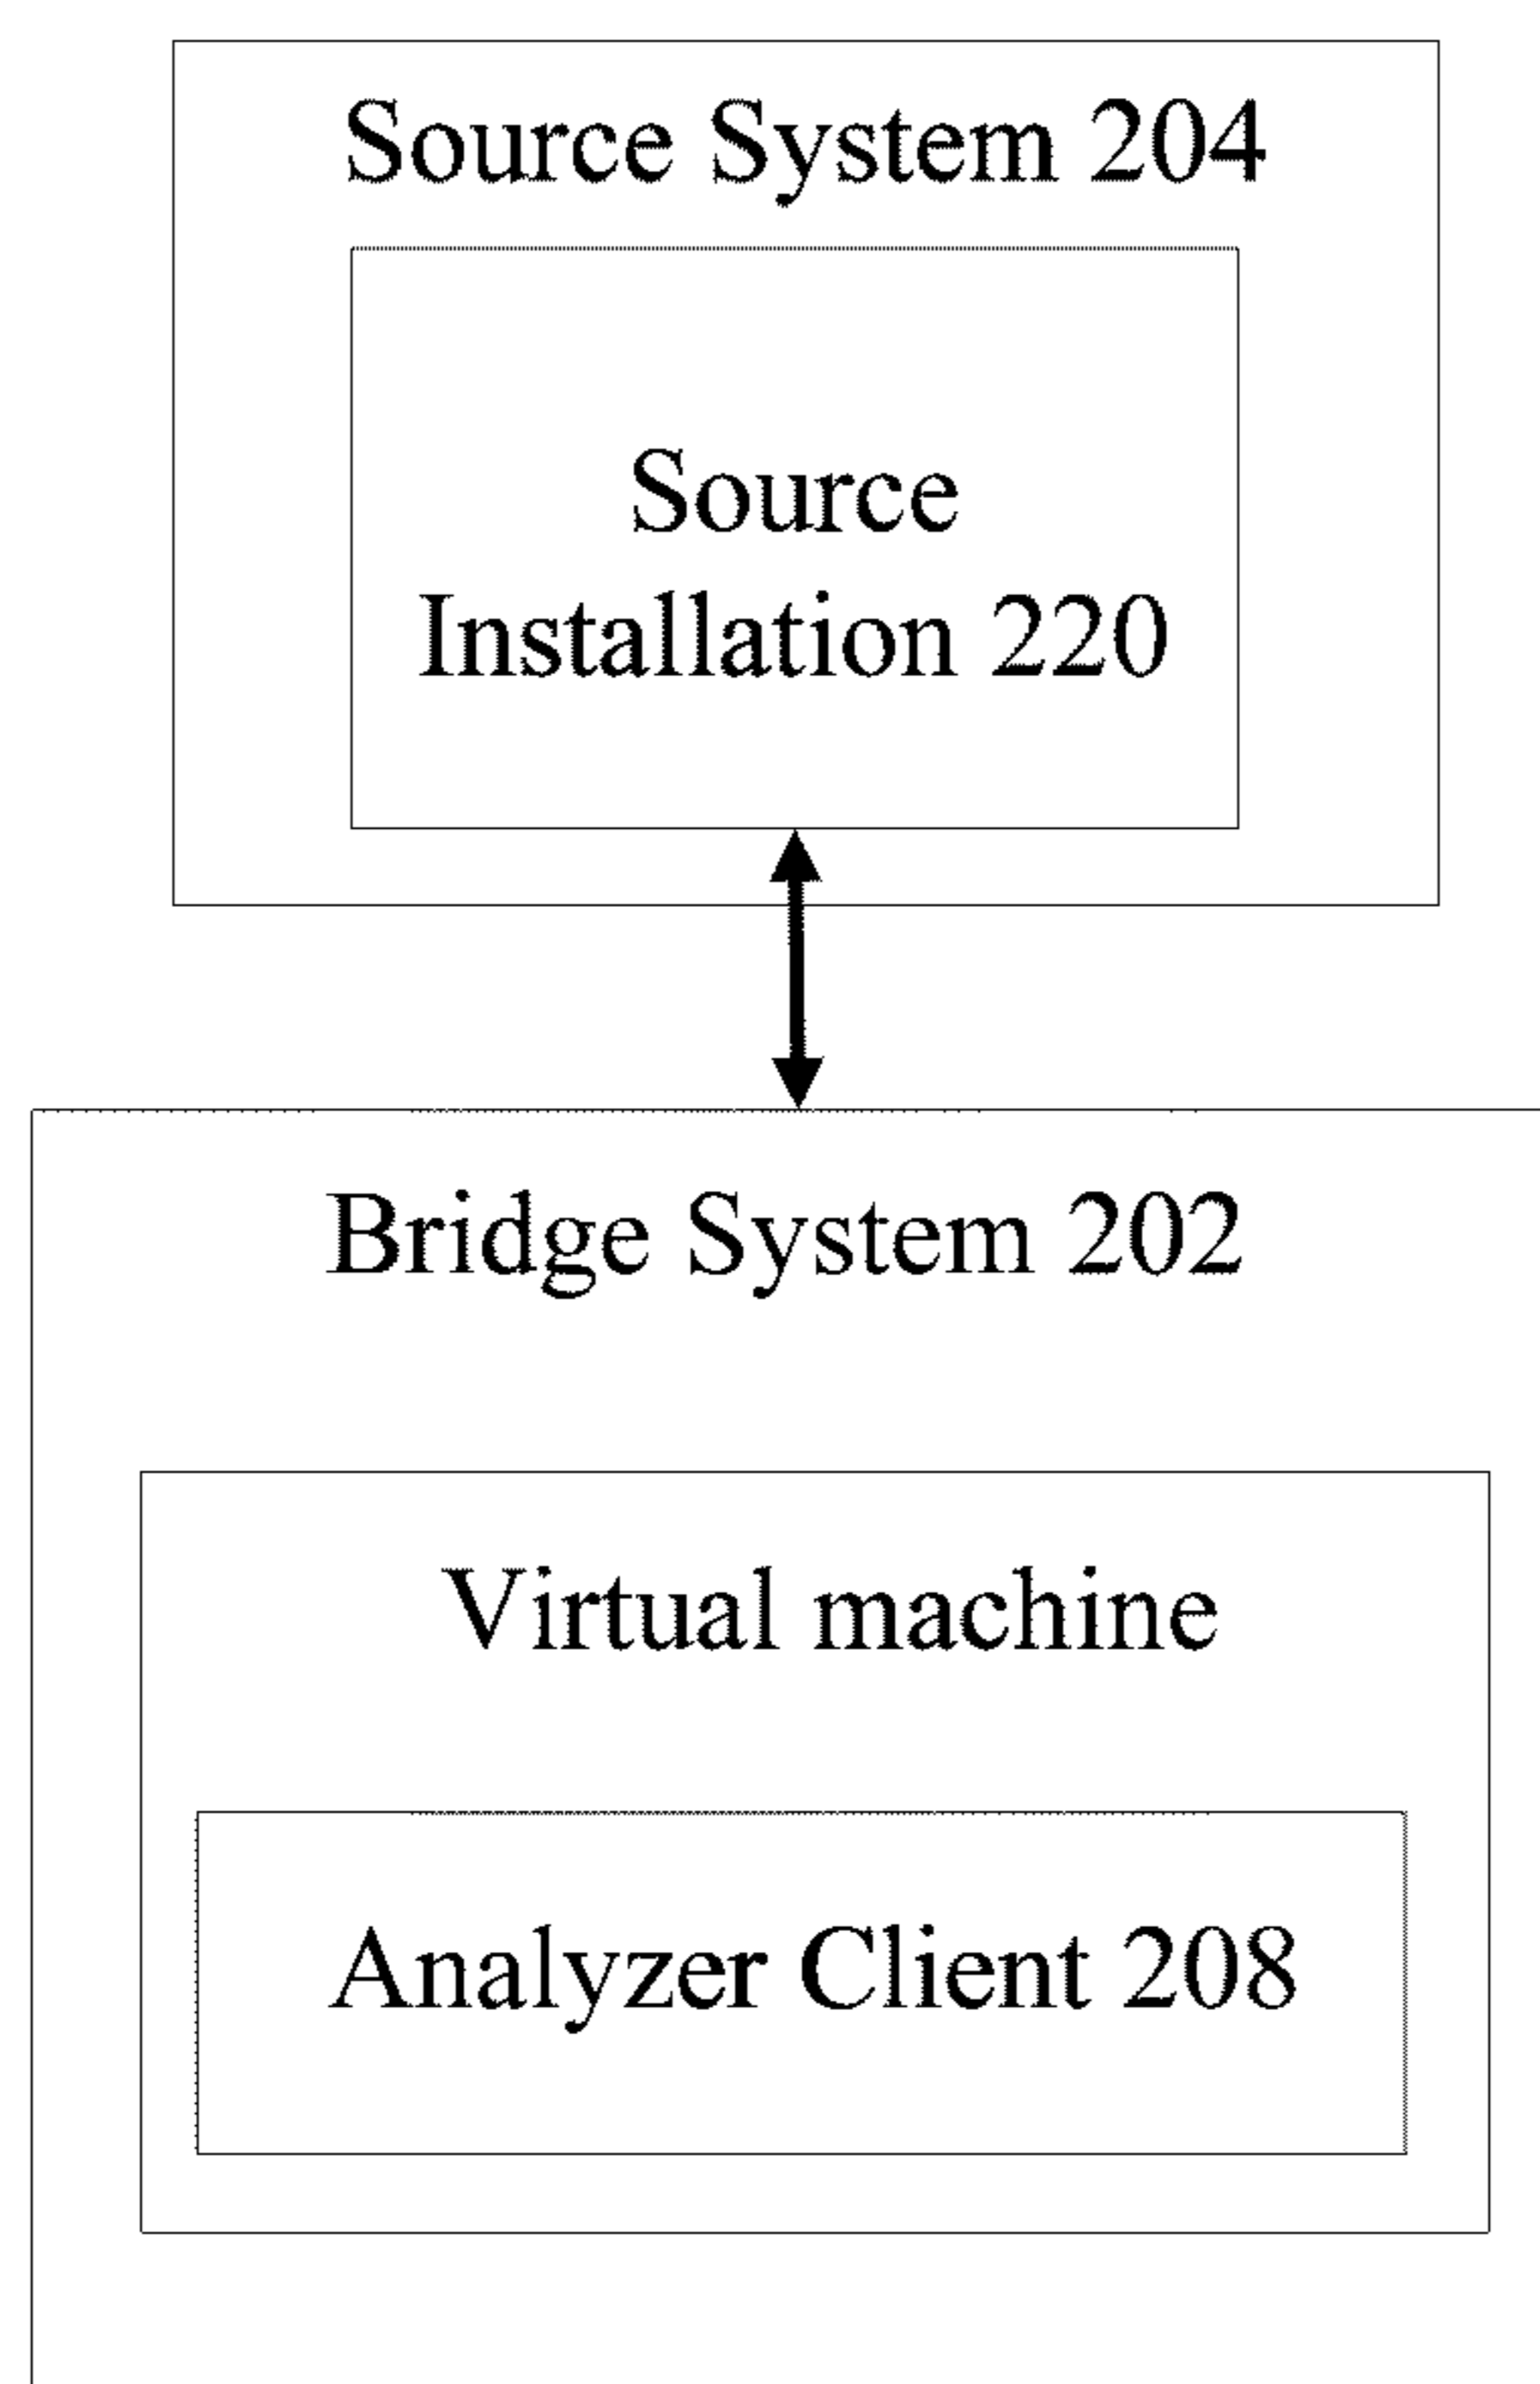 Source System 204
Source
Installation 220
Bridge System 202
Virtual machine
Analyzer Client 208